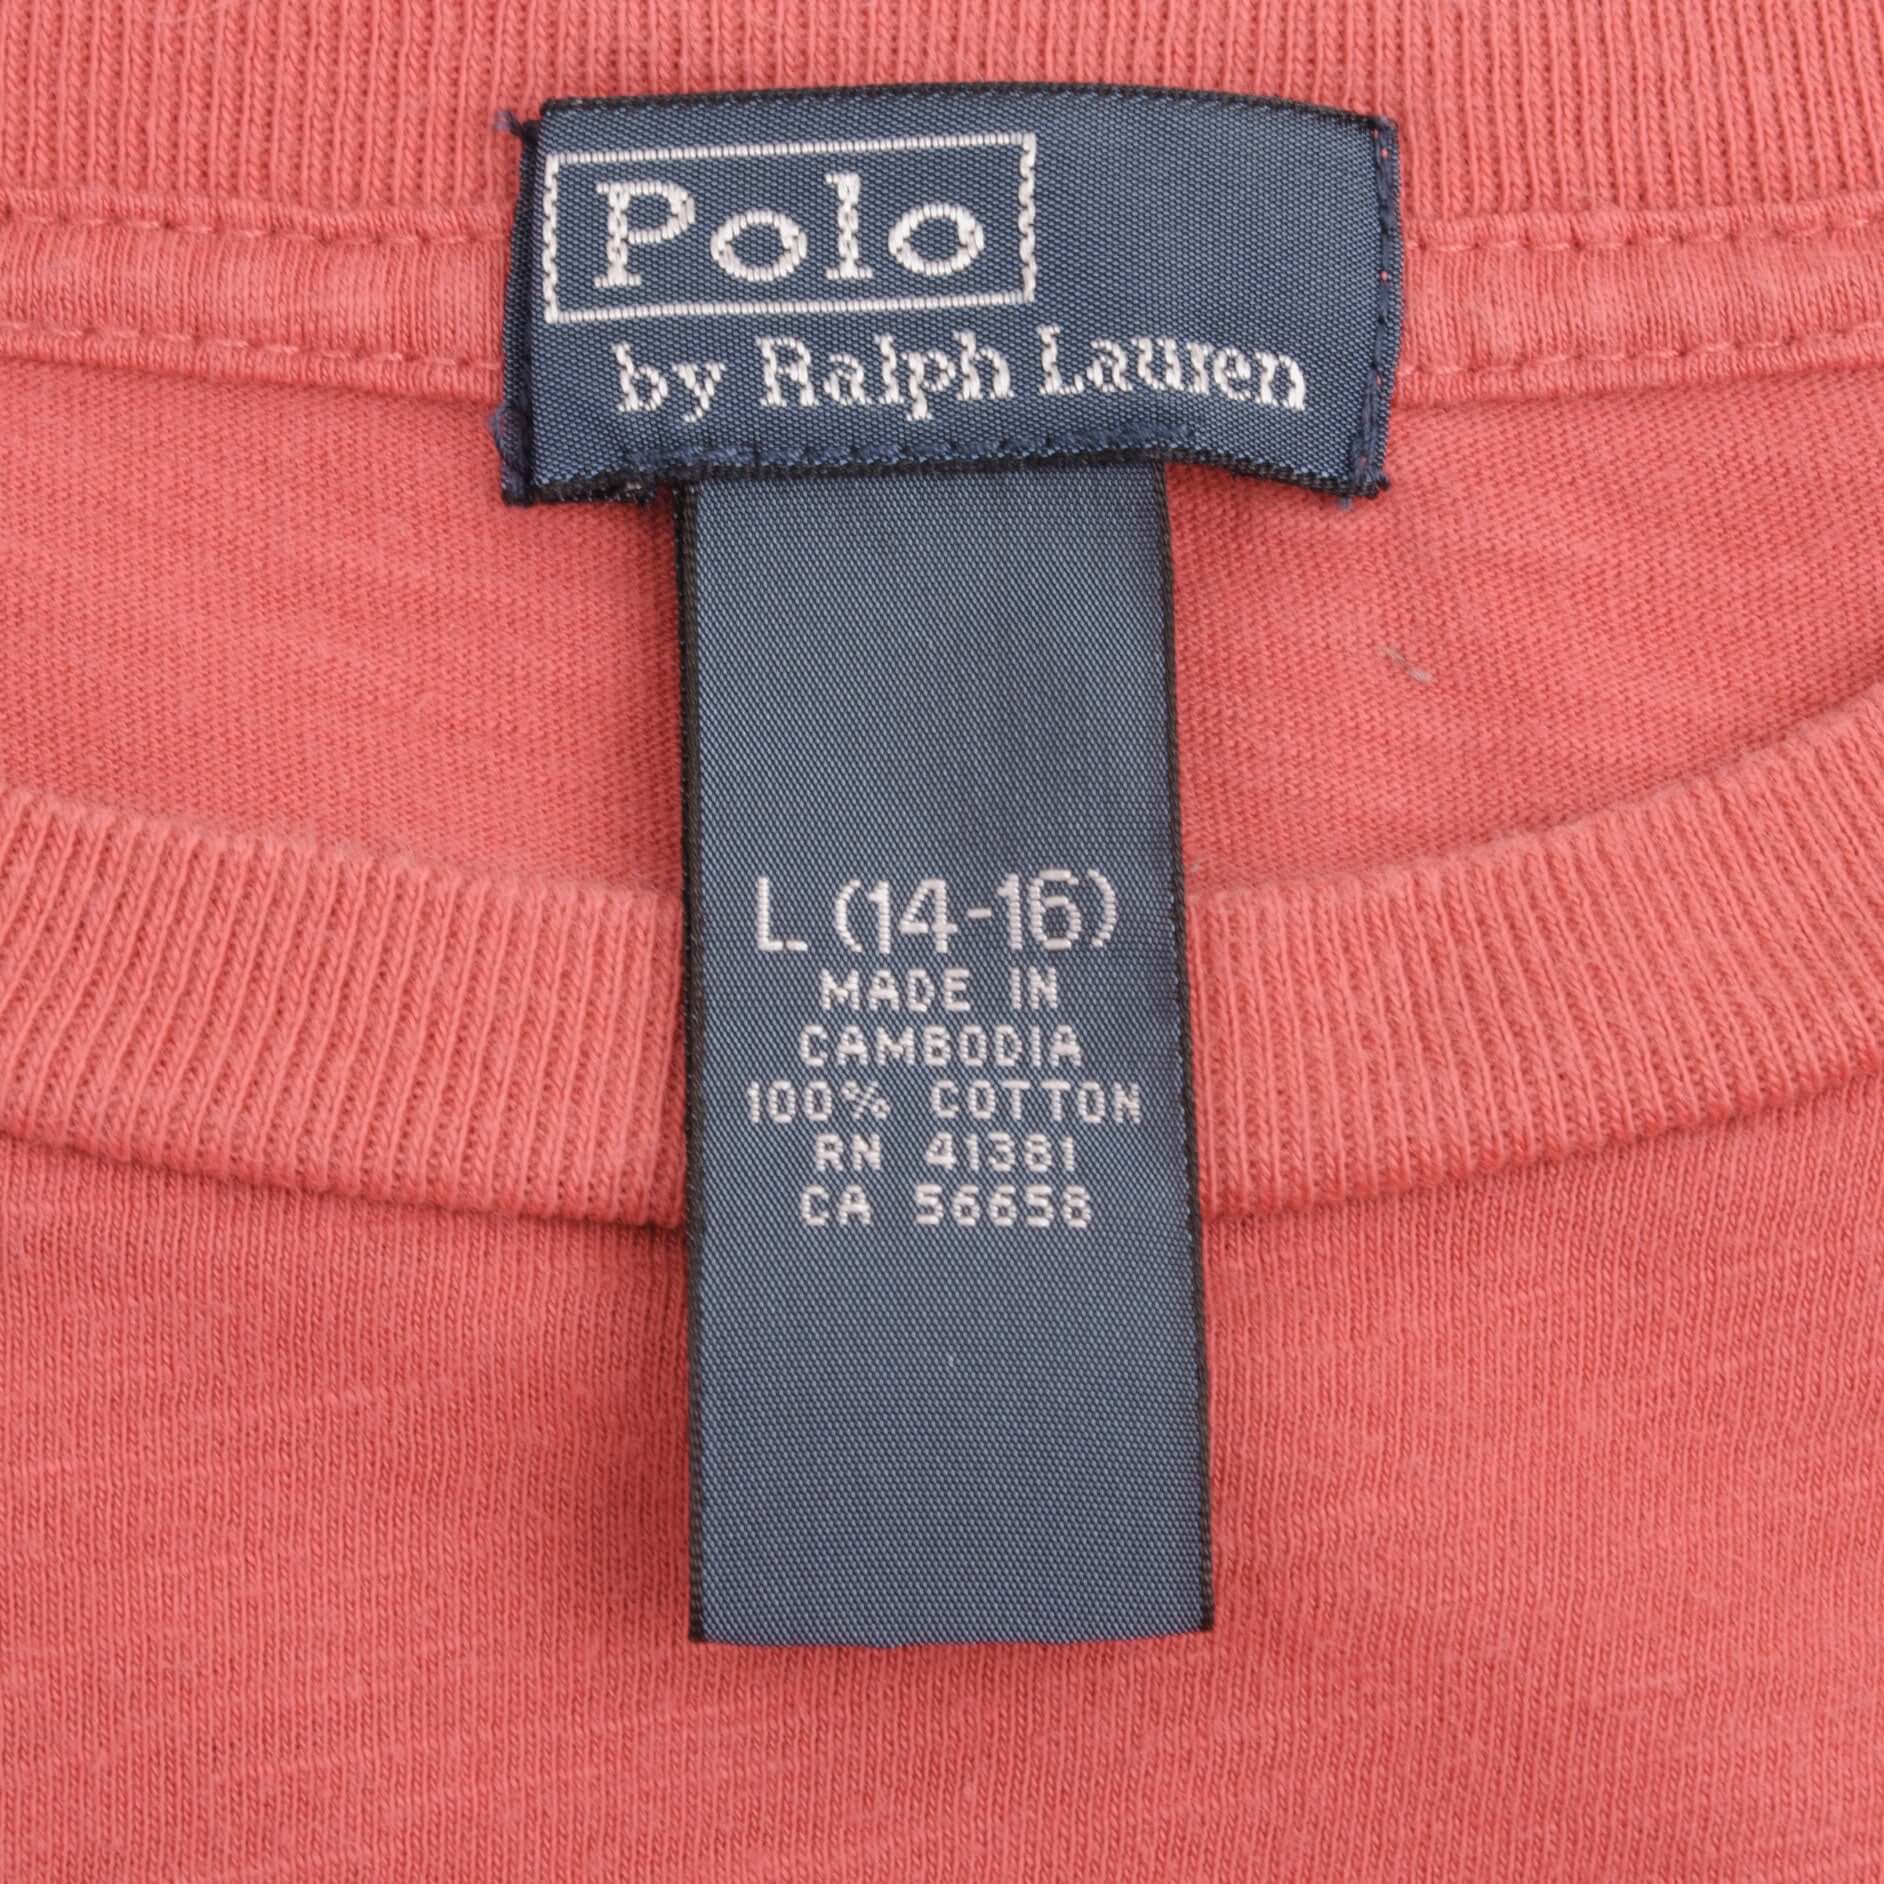 Polo
by Ralph Lauren
L (14-16)
MADE IN
CAMBODIA
100% COTTON
RN 41381
CA 56658